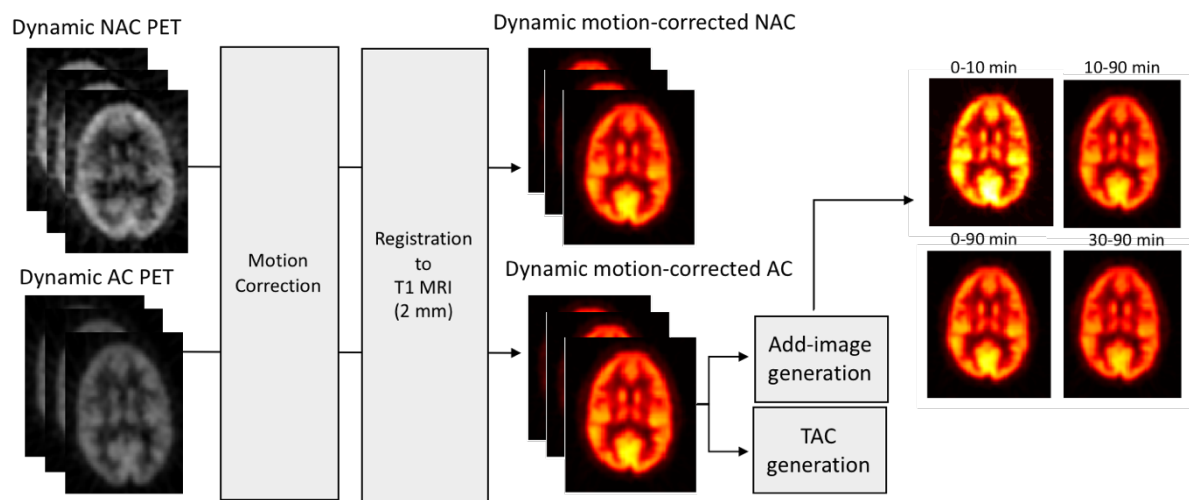 Dynamic NAC PET
Dynamic motion-corrected NAC
0-10 min
10-90 min
Motion
Correction
Registration
to
T1 MRI
(2 mm)
Dynamic AC PET
Dynamic motion-corrected AC
0-90 min
30-90 min
Add-image
generation
TAC
generation